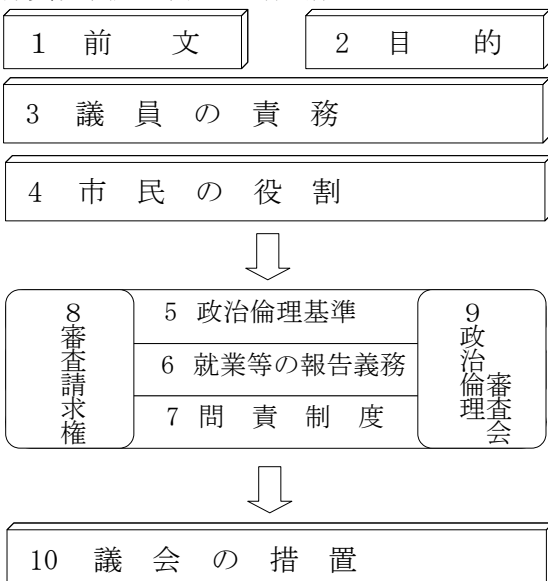 1 前 文
2 目 的
3 議 員 の 責 務
4 市 民 の 役 割
8 審査請求権
5 政治倫理基準
6 就業等の報告義務
7 問 責 制 度
9 政治倫理審査会
10 議 会 の 措 置